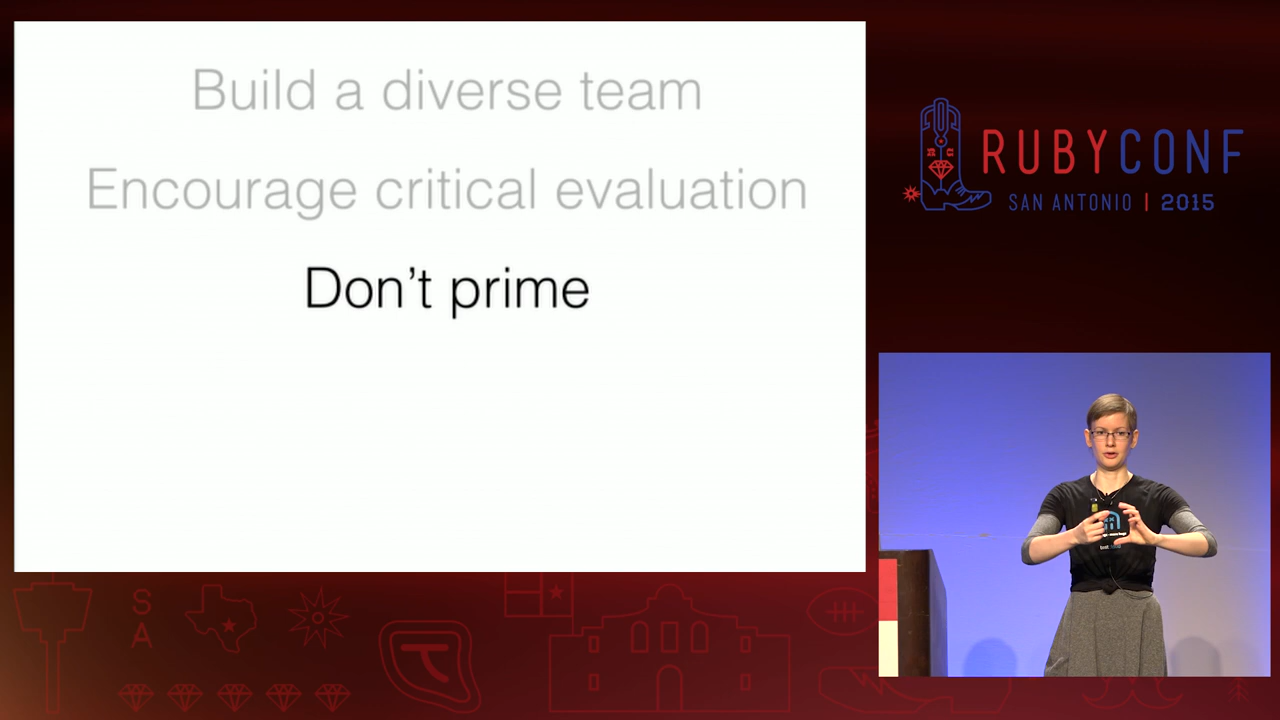 Build a diverse team
Encourage critical evaluation
Don't prime
RUBYCONF
SAN ANTONIO | 2015
S
A